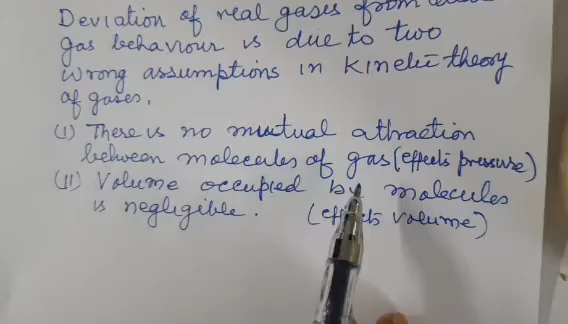 Deviation of real gases from
gas behaviour is due to two
wrong assumptions in Kinetic theory
of gases.
(I) There is no mutual attraction
between molecules of gas (effects pressure)
(II) Volume occupied by molecules
is negligible. (effects volume)